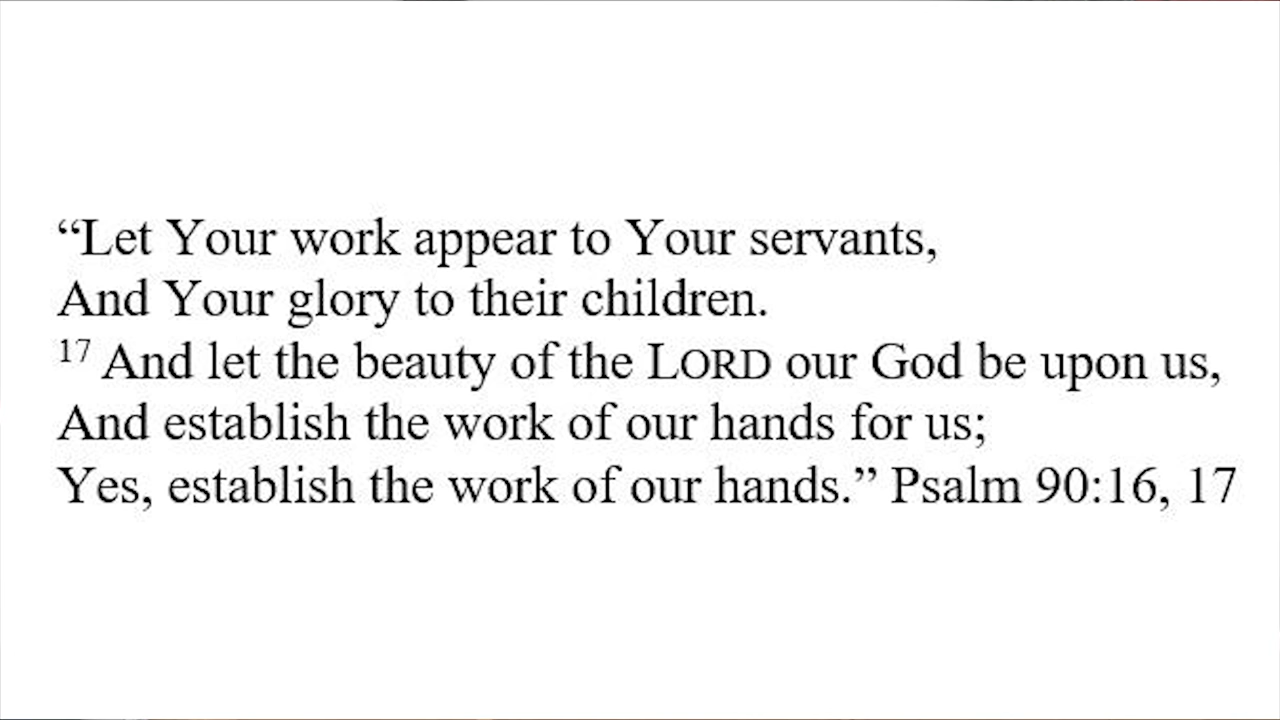 “Let Your work appear to Your servants,
And Your glory to their children.
17 And let the beauty of the LORD our God be upon us,
And establish the work of our hands for us;
Yes, establish the work of our hands.” Psalm 90:16, 17